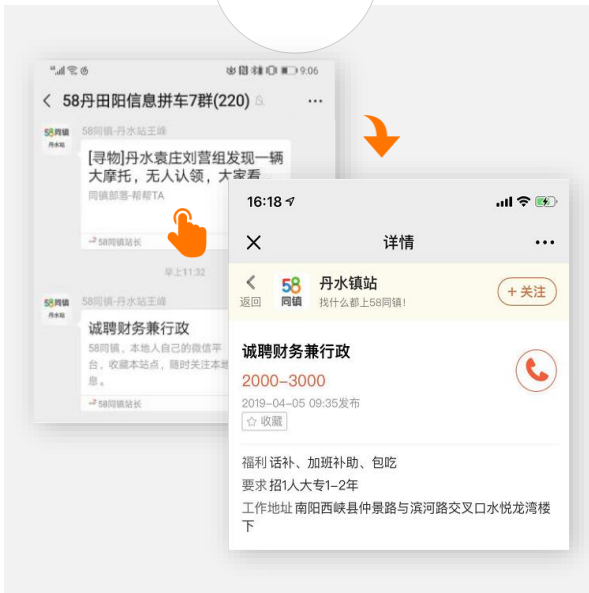 9:06
58丹田阳信息拼车7群(220)
58同镇
丹水站
58同镇-丹水站王峰
[寻物]丹水袁庄刘营组发现一辆
大摩托，无人认领，大家看...
同镇部落-帮帮TA
58同镇站长
早上11:32
58同镇
丹水站
58同镇-丹水站王峰
诚聘财务兼行政
58同镇，本地人自己的微信平
台，收藏本站点，随时关注本地
息。
58同镇站长
16:18
详情
返回
58
同镇
丹水镇站
找什么都上58同镇!
+关注
诚聘财务兼行政
2000-3000
2019-04-05 09:35发布
收藏
福利 话补、加班补助、包吃
要求 招1人大专1-2年
工作地址 南阳西峡县仲景路与滨河路交叉口水悦龙湾楼
下